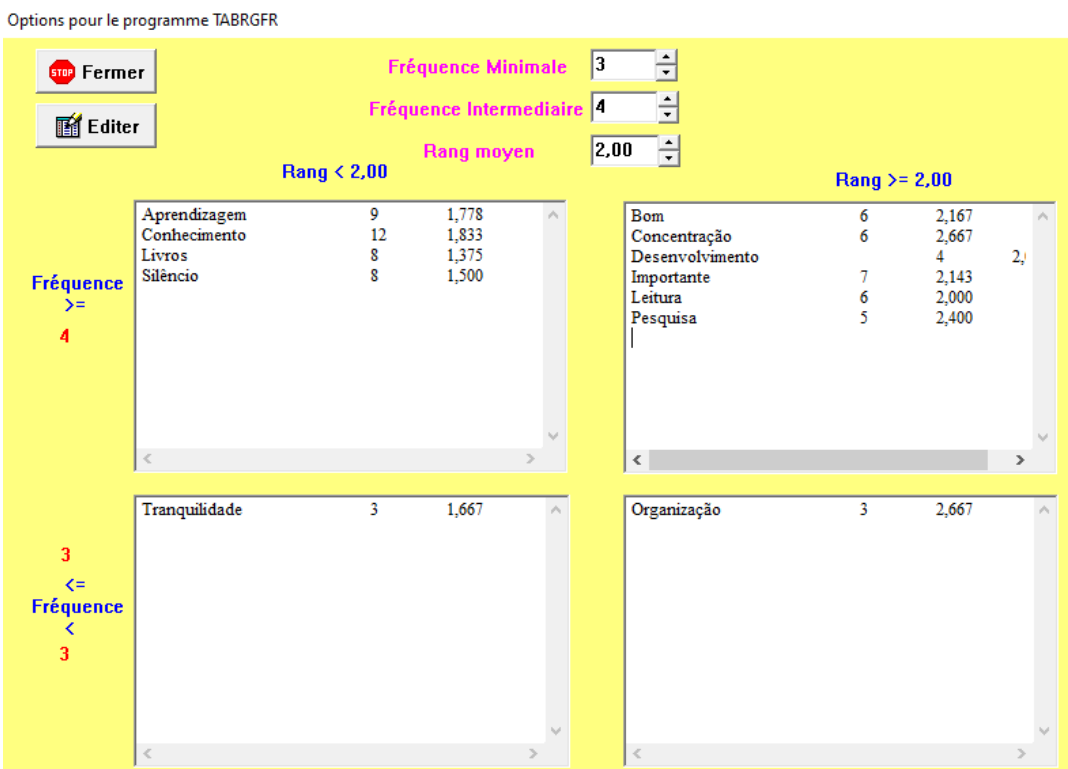 Options pour le programme TABRGFR
STOP Fermer
Editer
Fréquence Minimale 3
Fréquence Intermediaire 4
Rang moyen 2,00
Rang < 2,00
Rang >= 2,00
Fréquence
>=
4
Aprendizagem 9 1,778
Conhecimento 12 1,833
Livros 8 1,375
Silêncio 8 1,500
Bom 6 2,167
Concentração 6 2,667
Desenvolvimento 4
Importante 7 2,143
Leitura 6 2,000
Pesquisa 5 2,400
3
<=
Fréquence
<
3
Tranquilidade 3 1,667
Organização 3 2,667